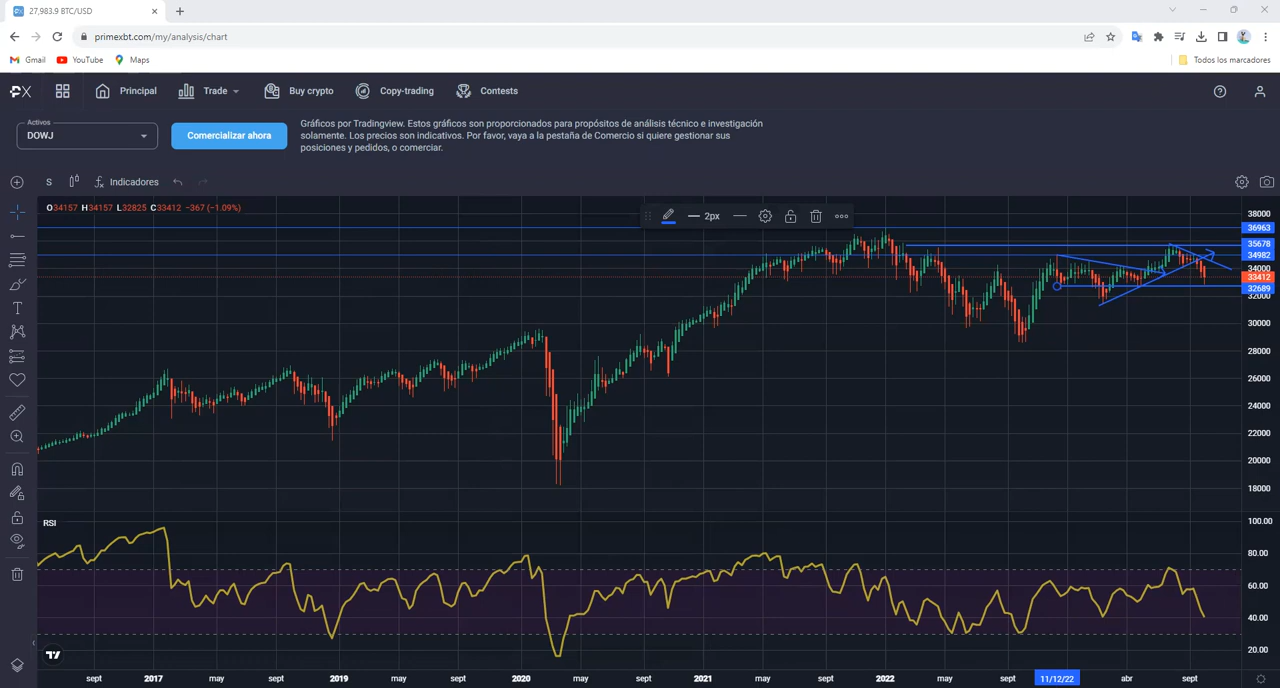 27,983.9 BTC/USD
primexbt.com/my/analysis/chart
Gmail YouTube Maps Todos los marcadores
PX Principal Trade Buy crypto Copy-trading Contests
Activos
DOWJ
Comercializar ahora
Gráficos por Tradingview. Estos gráficos son proporcionados para propósitos de análisis técnico e investigación
solamente. Los precios son indicativos. Por favor, vaya a la pestaña de Comercio si quiere gestionar sus
posiciones y pedidos, o comerciar.
S Indicadores
O34157 H34157 L32825 C33412 −367 (−1.09%)
2px
38000
36963
35678
34982
34000
33412
32689
32000
30000
28000
26000
24000
22000
20000
18000
RSI
100.00
80.00
60.00
40.00
20.00
sept 2017 may sept 2019 may sept 2020 may sept 2021 may sept 2022 may sept 11/12/22 abr sept